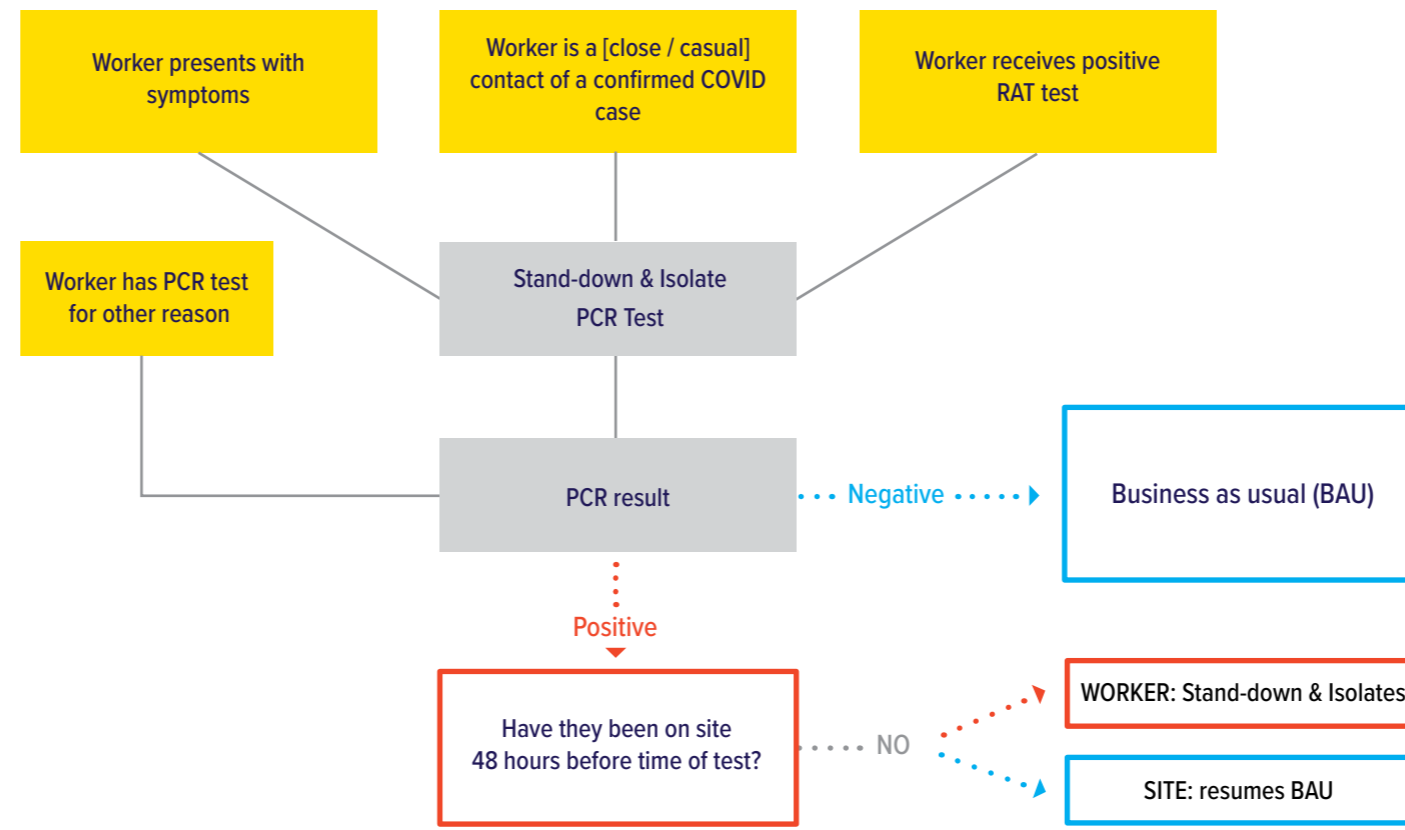 Worker presents with
symptoms
Worker is a [close / casual]
contact of a confirmed COVID
case
Worker receives positive
RAT test
Worker has PCR test
for other reason
Stand-down & Isolate
PCR Test
PCR result
Negative
Business as usual (BAU)
Positive
Have they been on site
48 hours before time of test?
NO
WORKER: Stand-down & Isolates
SITE: resumes BAU